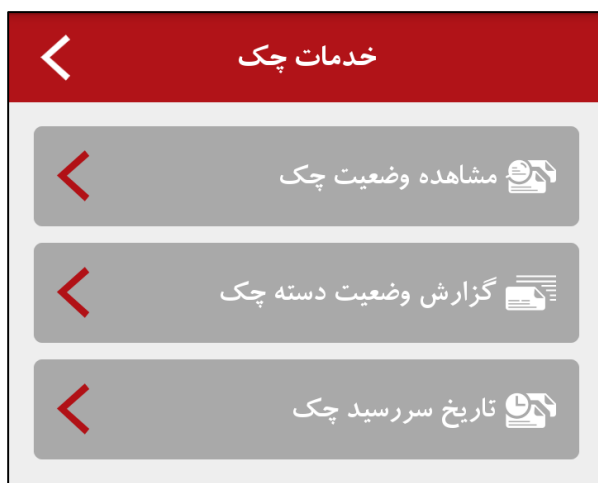 خدمات چک
مشاهده وضعیت چک
گزارش وضعیت دسته چک
تاریخ سررسید چک